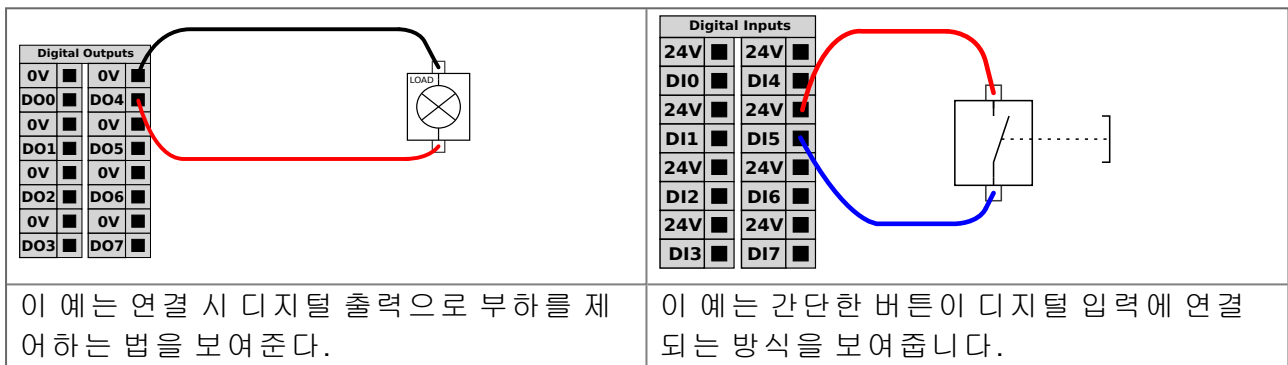 Digital Outputs
0V 0V
DO0 DO4
0V 0V
DO1 DO5
0V 0V
DO2 DO6
0V 0V
DO3 DO7
LOAD
이 예는 연결 시 디지털 출력으로 부하를 제
어하는 법을 보여준다.
Digital Inputs
24V 24V
DI0 DI4
24V 24V
DI1 DI5
24V 24V
DI2 DI6
24V 24V
DI3 DI7
이 예는 간단한 버튼이 디지털 입력에 연결
되는 방식을 보여줍니다.